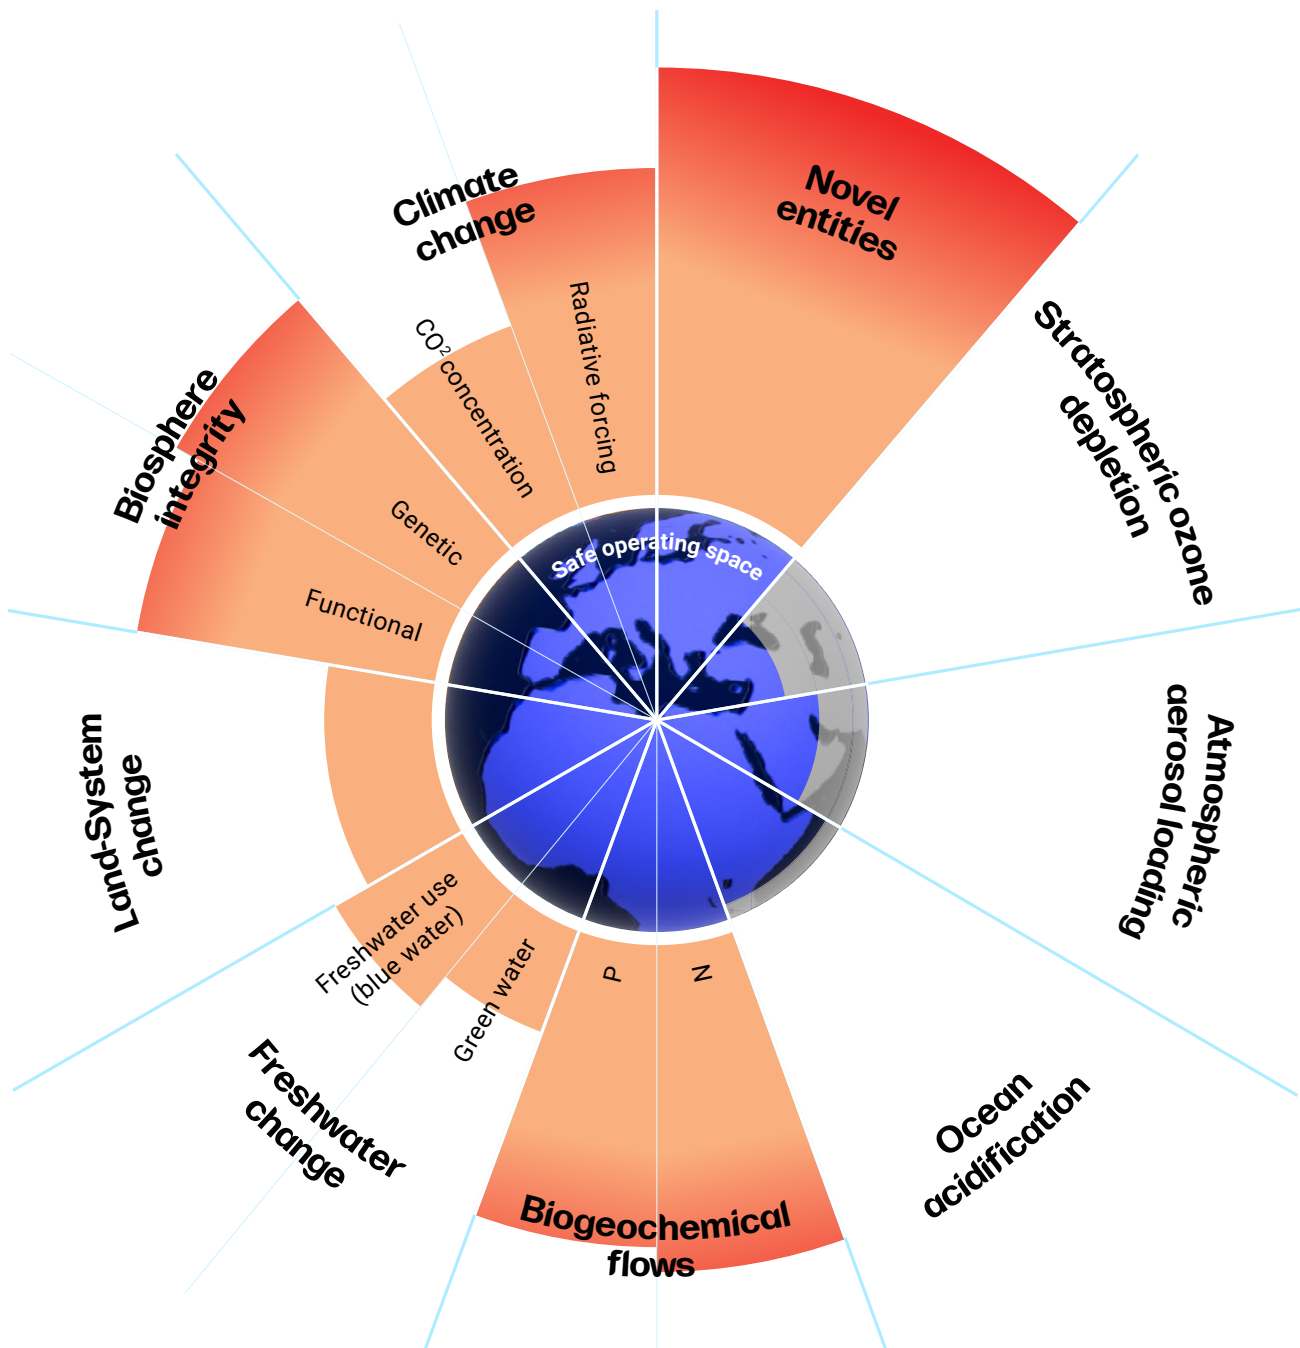 Climate
change
Novel
entities
Stratospheric ozone
depletion
Radiative forcing
CO² concentration
Biosphere
integrity
Genetic
Functional
Safe operating space
Land-System
change
Atmospheric
aerosol loading
Freshwater use
(blue water)
Green water
P
N
Freshwater
change
Ocean
acidification
Biogeochemical
flows